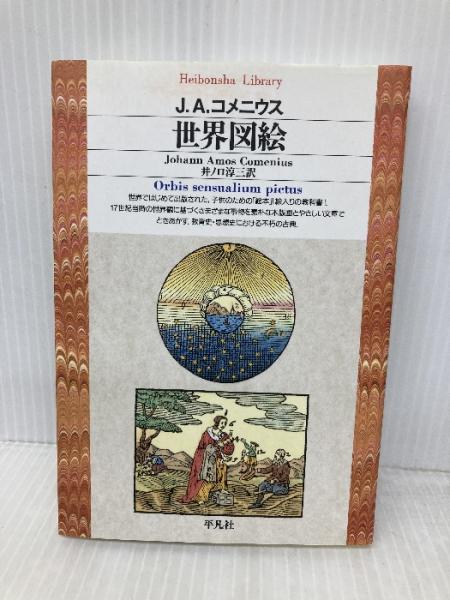 Heibonsha Library
J.A.コメニウス
世界図絵
Johann Amos Comenius
井ノ口淳三訳
Orbis sensualium pictus
世界ではじめて出版された、子供のための「絵本」!絵入りの教科書!
17世紀当時の世界観に基づくさまざまな事物を素朴な木版画とやさしい文章で
ときあかす、教育史・思想史における不朽の古典。
平凡社